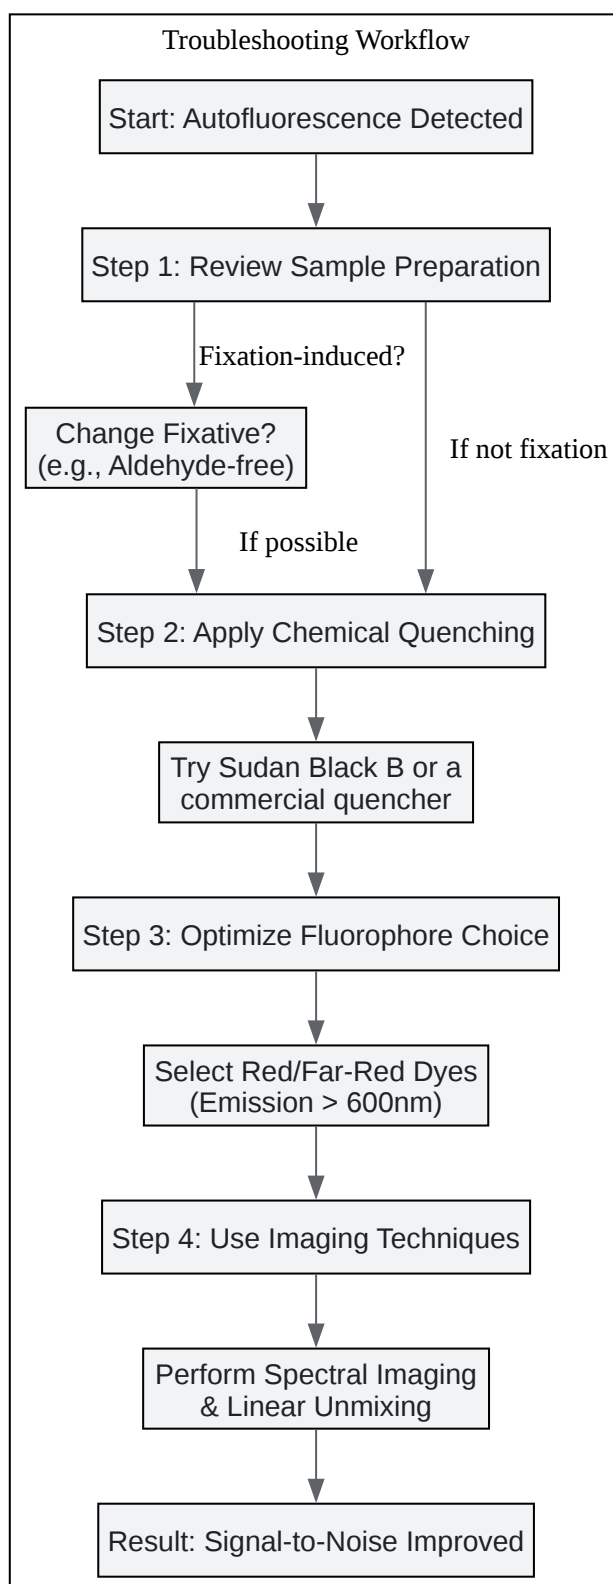 Troubleshooting Workflow
Start: Autofluorescence Detected
Step 1: Review Sample Preparation
Fixation-induced?
Change Fixative?
(e.g., Aldehyde-free)
If not fixation
If possible
Step 2: Apply Chemical Quenching
Try Sudan Black B or a
commercial quencher
Step 3: Optimize Fluorophore Choice
Select Red/Far-Red Dyes
(Emission > 600nm)
Step 4: Use Imaging Techniques
Perform Spectral Imaging
& Linear Unmixing
Result: Signal-to-Noise Improved